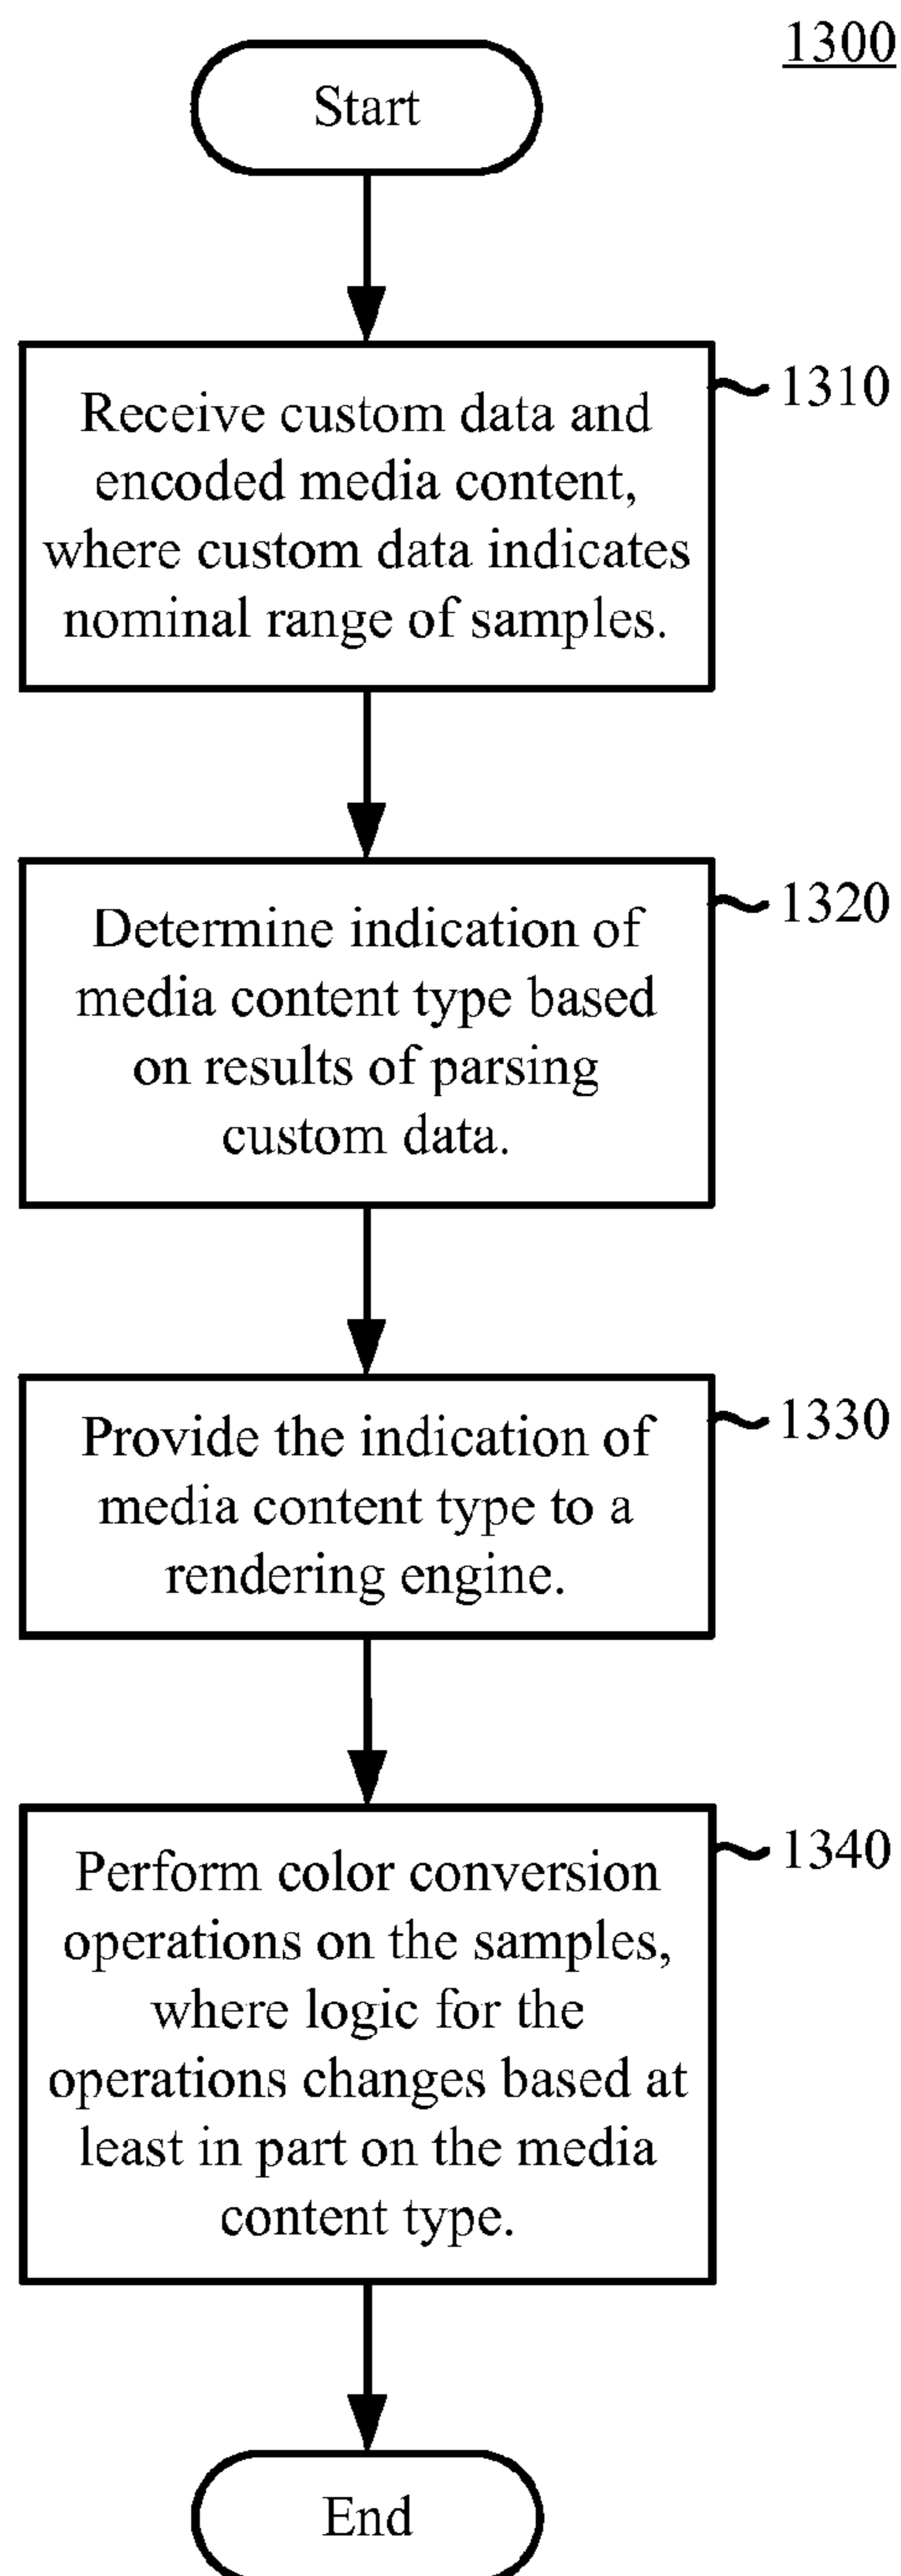 1300
Start
1310
Receive custom data and
encoded media content,
where custom data indicates
nominal range of samples.
1320
Determine indication of
media content type based
on results of parsing
custom data.
1330
Provide the indication of
media content type to a
rendering engine.
1340
Perform color conversion
operations on the samples,
where logic for the
operations changes based at
least in part on the media
content type.
End